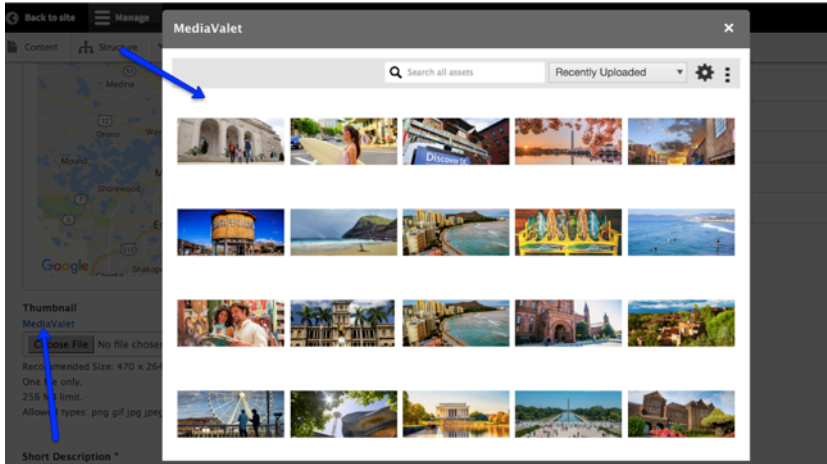 Back to site Manage
Content Structure
MediaValet ×
Search all assets Recently Uploaded
Medina
Orono
Mound
Shorewood
Google
Discover DC
Thumbnail
MediaValet
Choose File No file chosen
Recommended Size: 470 x 264
One file only.
256 MB limit.
Allowed types: png gif jpg jpeg
Short Description *